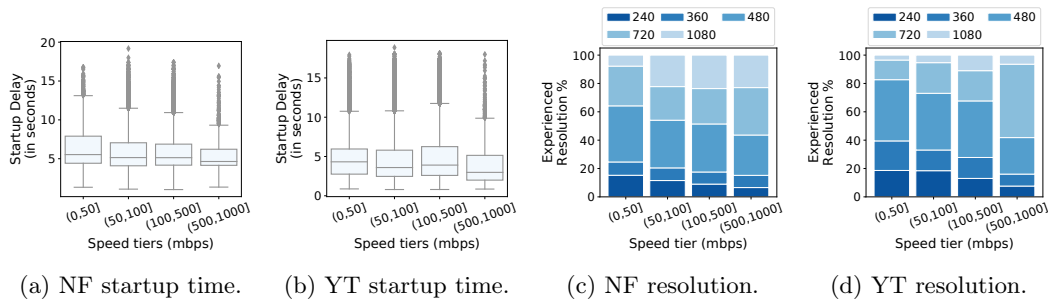 20
15
10
5
Startup Delay
(in seconds)
(0,50]
(50,100]
(100,500]
(500,1000]
Speed tiers (mbps)
(a) NF startup time.
15
10
5
0
Startup Delay
(in seconds)
(0,50]
(50,100]
(100,500]
(500,1000]
Speed tiers (mbps)
(b) YT startup time.
240 360 480
720 1080
100
80
60
40
20
0
Experienced
Resolution %
(0,50]
(50,100]
(100,500]
(500,1000]
Speed tier (mbps)
(c) NF resolution.
240 360 480
720 1080
100
80
60
40
20
0
Experienced
Resolution %
(0,50]
(50,100]
(100,500]
(500,1000]
Speed tier (mbps)
(d) YT resolution.